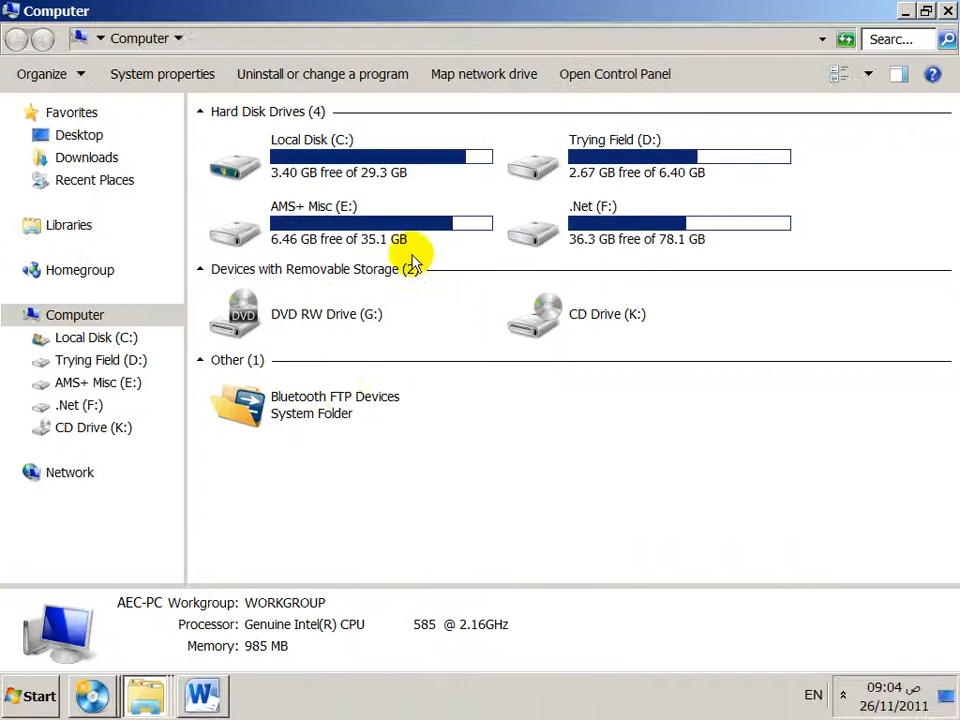 Computer
Computer
Searc...
Organize
System properties
Uninstall or change a program
Map network drive
Open Control Panel
Favorites
Desktop
Downloads
Recent Places
Libraries
Homegroup
Computer
Local Disk (C:)
Trying Field (D:)
AMS+ Misc (E:)
.Net (F:)
CD Drive (K:)
Network
Hard Disk Drives (4)
Local Disk (C:)
3.40 GB free of 29.3 GB
Trying Field (D:)
2.67 GB free of 6.40 GB
AMS+ Misc (E:)
6.46 GB free of 35.1 GB
.Net (F:)
36.3 GB free of 78.1 GB
Devices with Removable Storage (2)
DVD
DVD RW Drive (G:)
CD Drive (K:)
Other (1)
Bluetooth FTP Devices
System Folder
AEC-PC Workgroup: WORKGROUP
Processor: Genuine Intel(R) CPU 585 @ 2.16GHz
Memory: 985 MB
Start
W
EN
09:04 ص
26/11/2011